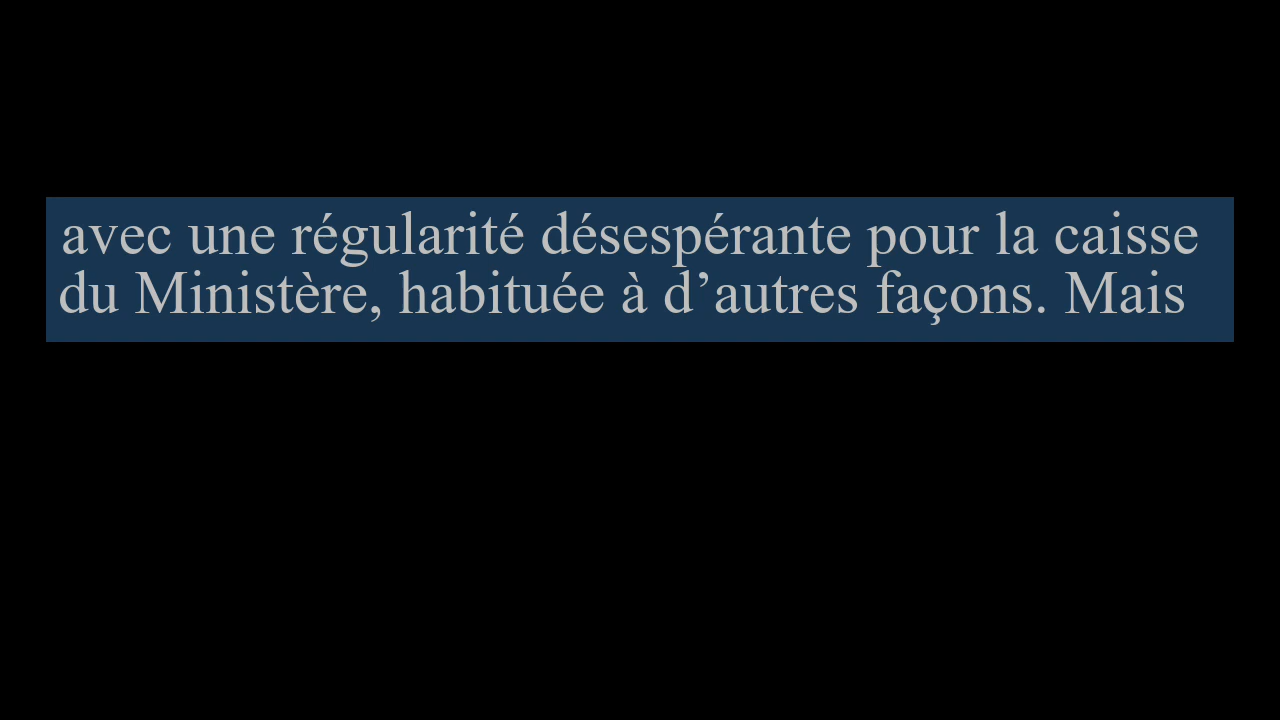 avec une régularité désespérante pour la caisse
du Ministère, habituée à d’autres façons. Mais